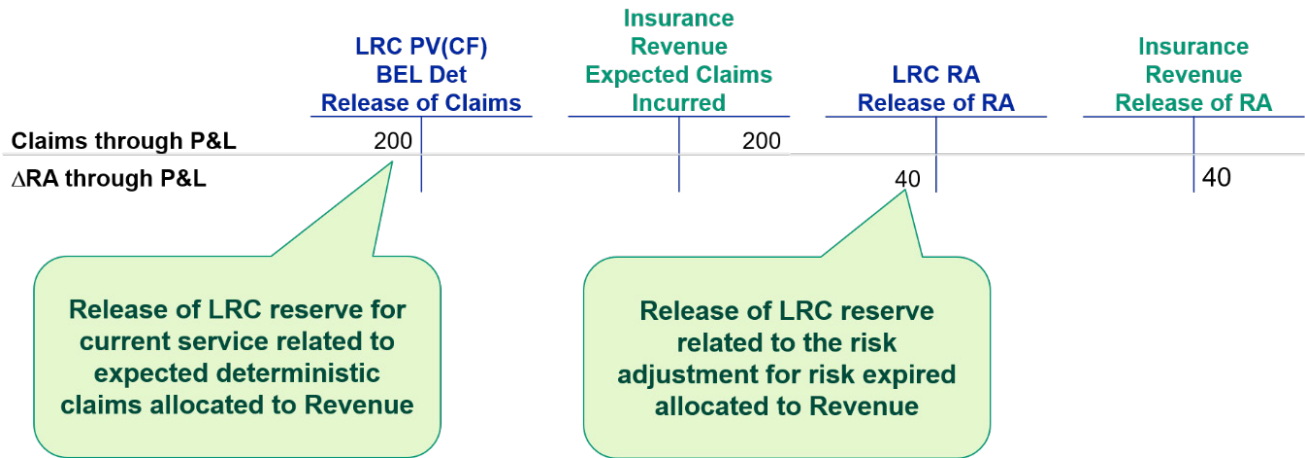 LRC PV(CF)
BEL Det
Release of Claims
Insurance
Revenue
Expected Claims
Incurred
LRC RA
Release of RA
Insurance
Revenue
Release of RA
Claims through P&L
200
200
ΔRA through P&L
40
40
Release of LRC reserve for
current service related to
expected deterministic
claims allocated to Revenue
Release of LRC reserve
related to the risk
adjustment for risk expired
allocated to Revenue